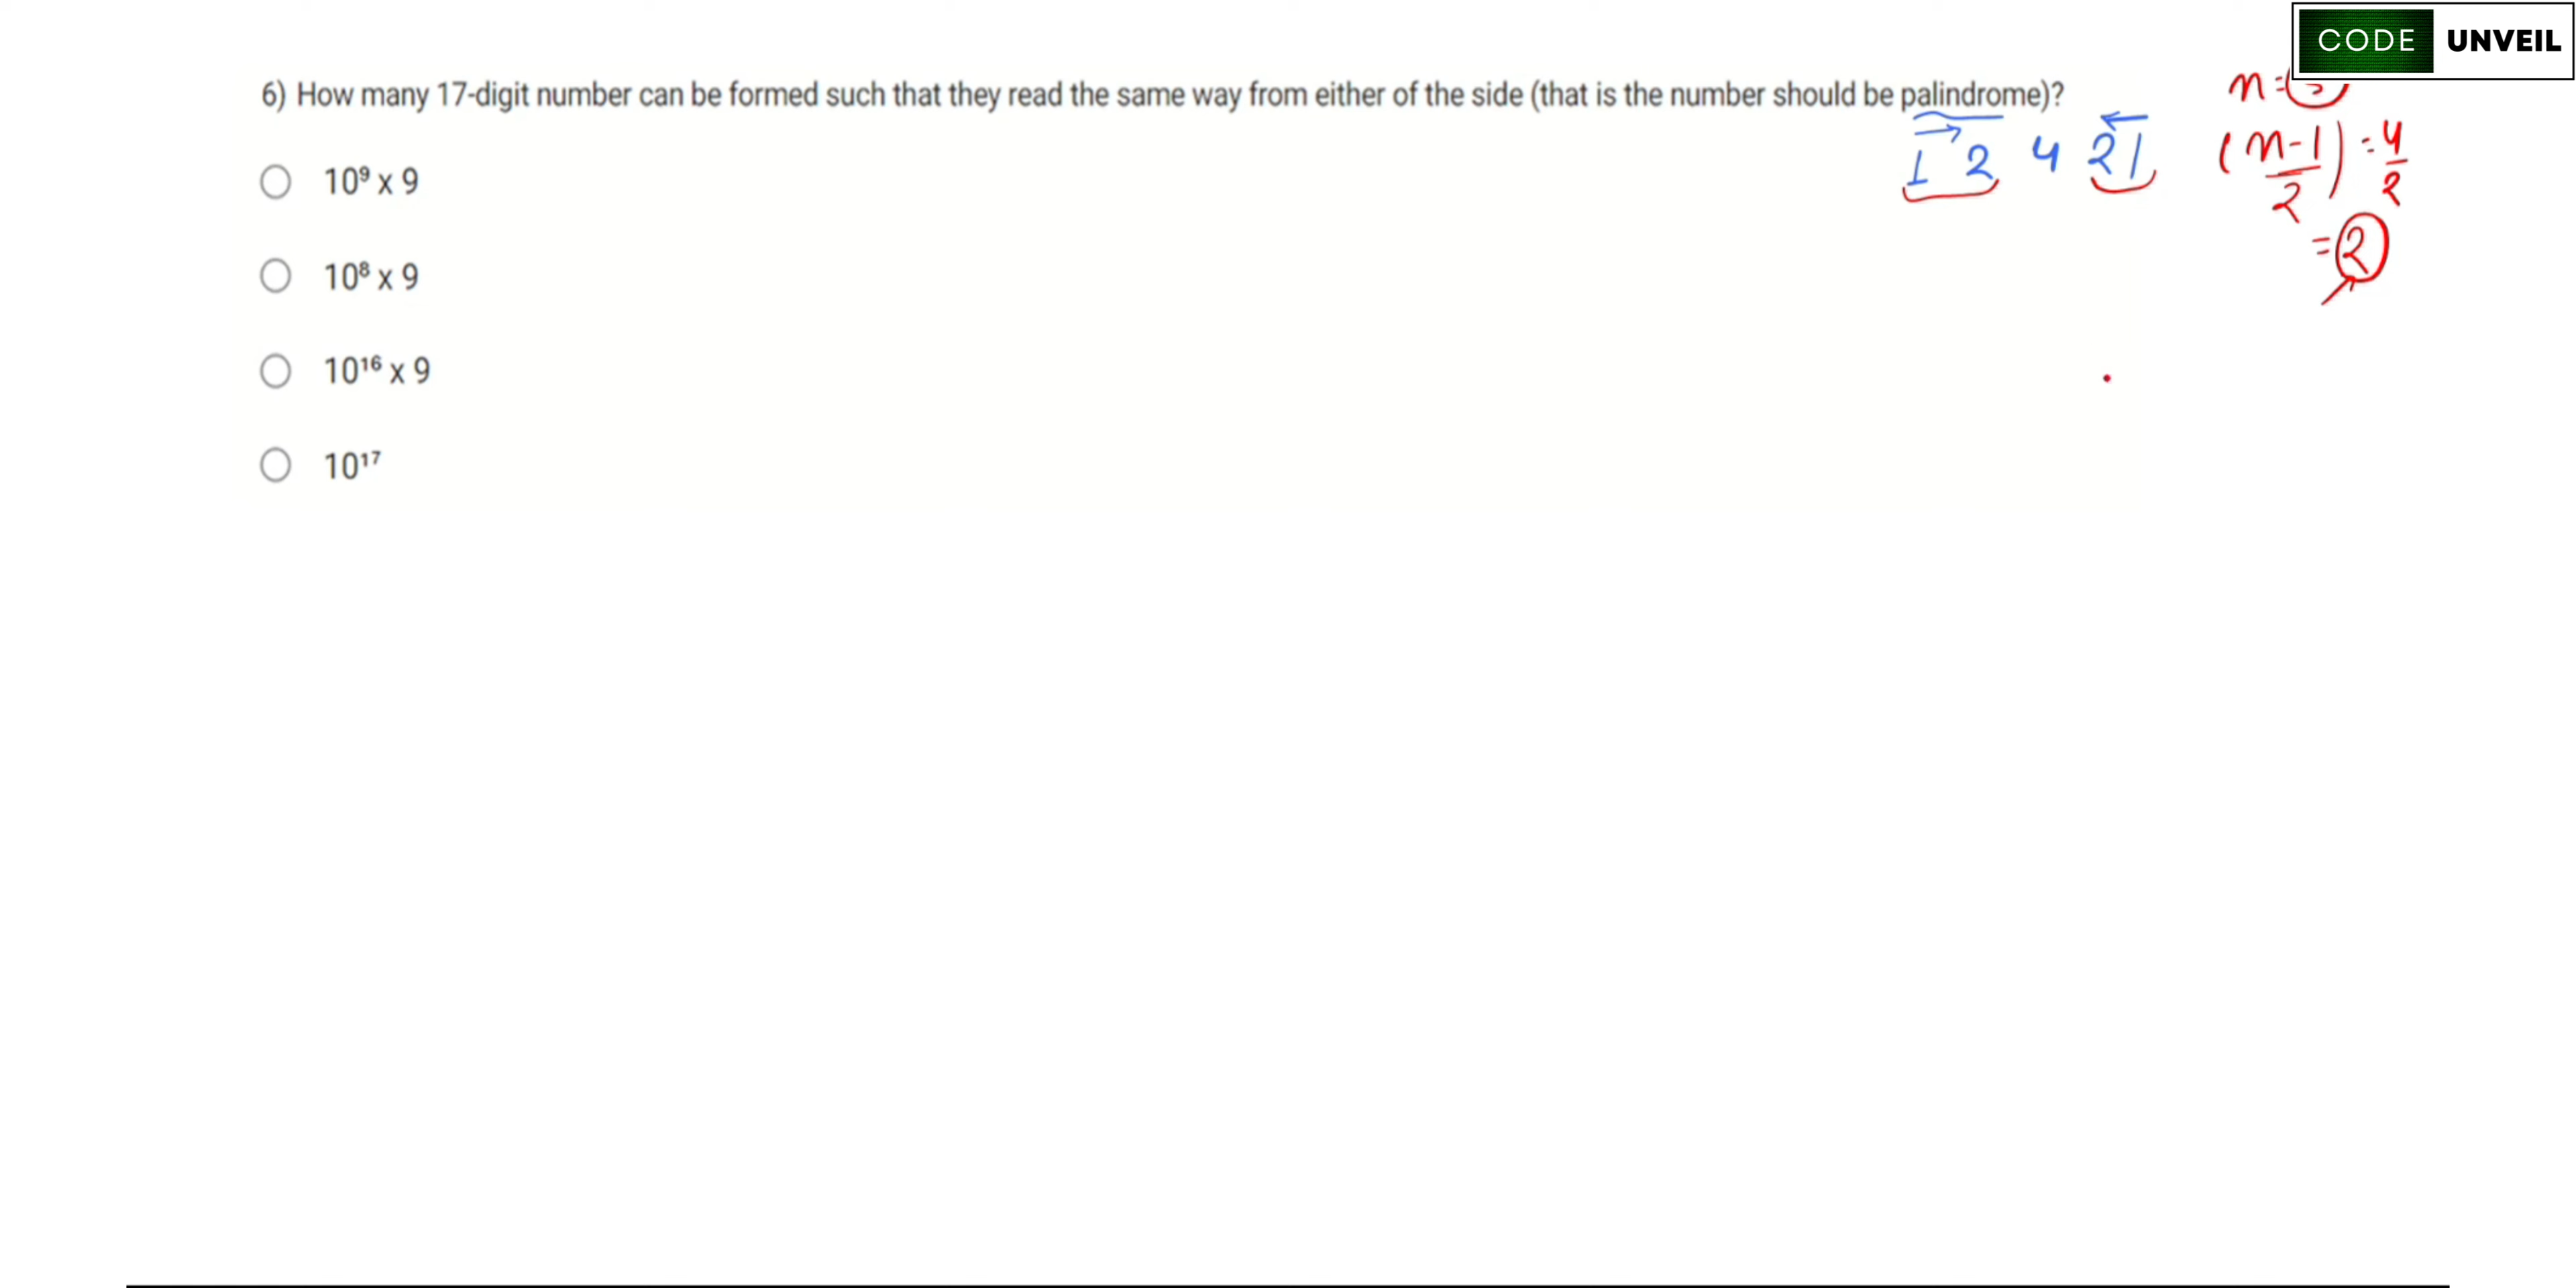 CODE UNVEIL
6) How many 17-digit number can be formed such that they read the same way from either of the side (that is the number should be palindrome)?
n =
1 2 4 21
(n-1/2) = 4/2
= 2
10⁹ x 9
10⁸ x 9
10¹⁶ x 9
10¹⁷